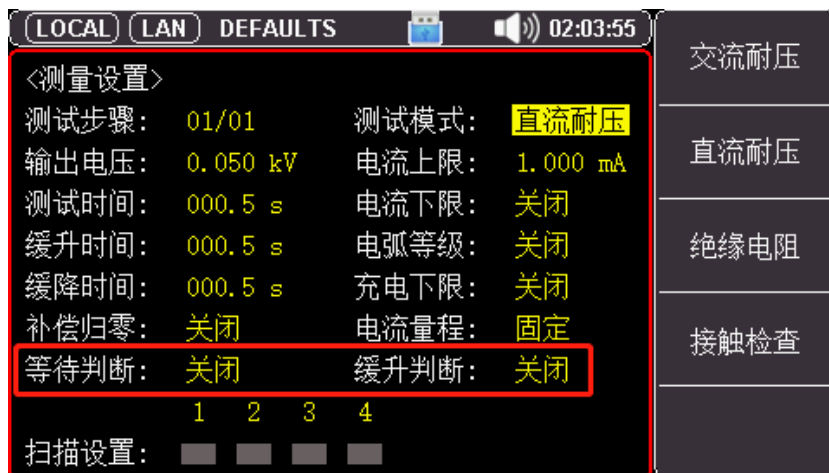 LOCAL LAN DEFAULTS 02:03:55
<测量设置>
测试步骤: 01/01 测试模式: 直流耐压
输出电压: 0.050 kV 电流上限: 1.000 mA
测试时间: 000.5 s 电流下限: 关闭
缓升时间: 000.5 s 电弧等级: 关闭
缓降时间: 000.5 s 充电下限: 关闭
补偿归零: 关闭 电流量程: 固定
等待判断: 关闭 缓升判断: 关闭
1 2 3 4
扫描设置:
交流耐压
直流耐压
绝缘电阻
接触检查